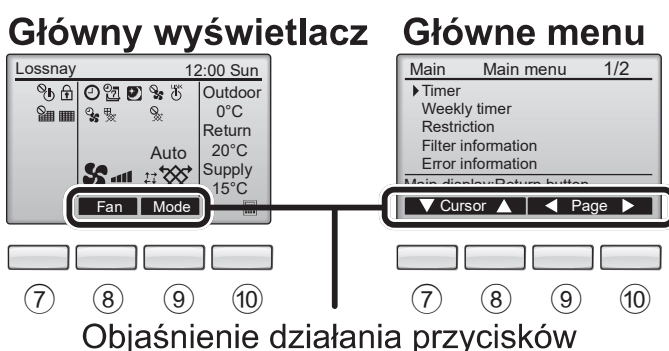 Główny wyświetlacz
Lossnay 12:00 Sun
Outdoor
0°C
Return
20°C
Auto
Supply
15°C
Fan Mode
7 8 9 10
Główne menu
Main Main menu 1/2
Timer
Weekly timer
Restriction
Filter information
Error information
Main display:Return button
▼ Cursor ▲ ◀ Page ▶
7 8 9 10
Objaśnienie działania przycisków